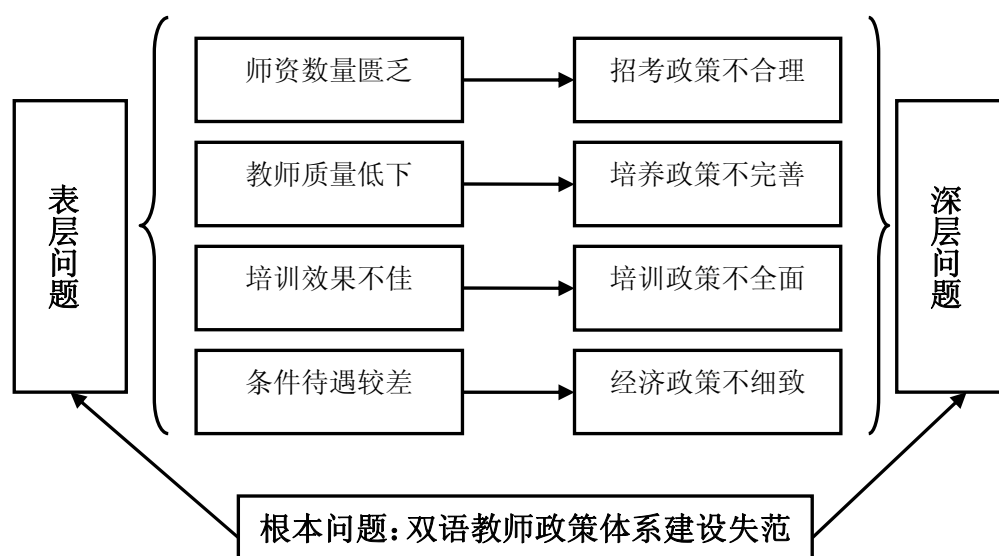 表层问题
师资数量匮乏
招考政策不合理
教师质量低下
培养政策不完善
培训效果不佳
培训政策不全面
条件待遇较差
经济政策不细致
深层问题
根本问题：双语教师政策体系建设失范